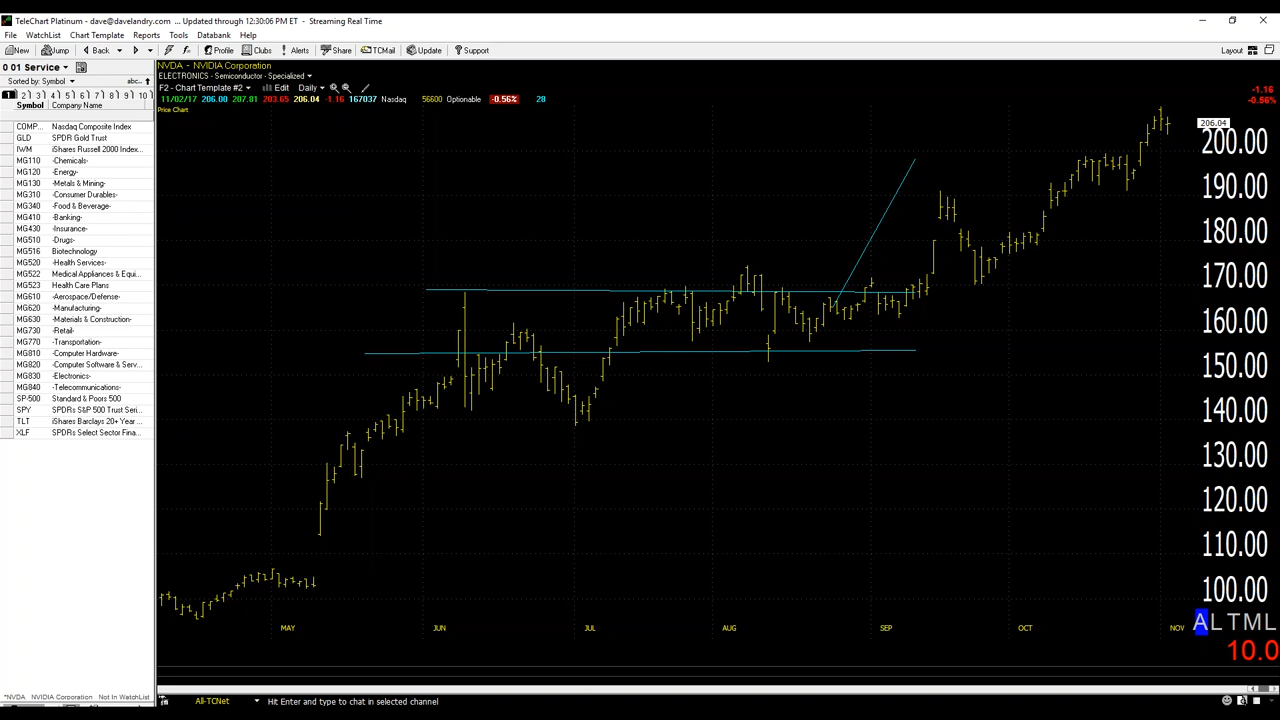 TeleChart Platinum - dave@davelandry.com ... Updated through 12:30:06 PM ET - Streaming Real Time
File WatchList Chart Template Reports Tools Databank Help
New Jump Back Profile Clubs Alerts Share TCMail Update Support Layout
0 01 Service
Sorted by: Symbol abc..
1 2 3 4 5 6 7 8 9 10
Symbol Company Name
COMP... Nasdaq Composite Index
GLD SPDR Gold Trust
IWM iShares Russell 2000 Index...
MG110 -Chemicals-
MG120 -Energy-
MG130 -Metals & Mining-
MG310 -Consumer Durables-
MG340 -Food & Beverage-
MG410 -Banking-
MG430 -Insurance-
MG510 -Drugs-
MG516 Biotechnology
MG520 -Health Services-
MG522 Medical Appliances & Equi...
MG523 Health Care Plans
MG610 -Aerospace/Defense-
MG620 -Manufacturing-
MG630 -Materials & Construction-
MG730 -Retail-
MG770 -Transportation-
MG810 -Computer Hardware-
MG820 -Computer Software & Serv...
MG830 -Electronics-
MG840 -Telecommunications-
SP-500 Standard & Poors 500
SPY SPDRs S&P 500 Trust Seri...
TLT iShares Barclays 20+ Year ...
XLF SPDRs Select Sector Fina...
*NVDA NVIDIA Corporation Not In WatchList
NVDA - NVIDIA Corporation
ELECTRONICS - Semiconductor - Specialized
F2 - Chart Template #2 Edit Daily
11/02/17 206.00 207.81 203.65 206.04 -1.16 167037 Nasdaq 56600 Optionable -0.56% 28
Price Chart
-1.16
-0.56%
206.04
200.00
190.00
180.00
170.00
160.00
150.00
140.00
130.00
120.00
110.00
100.00
MAY JUN JUL AUG SEP OCT NOV
A L T M L
10.0
All-TCNet Hit Enter and type to chat in selected channel